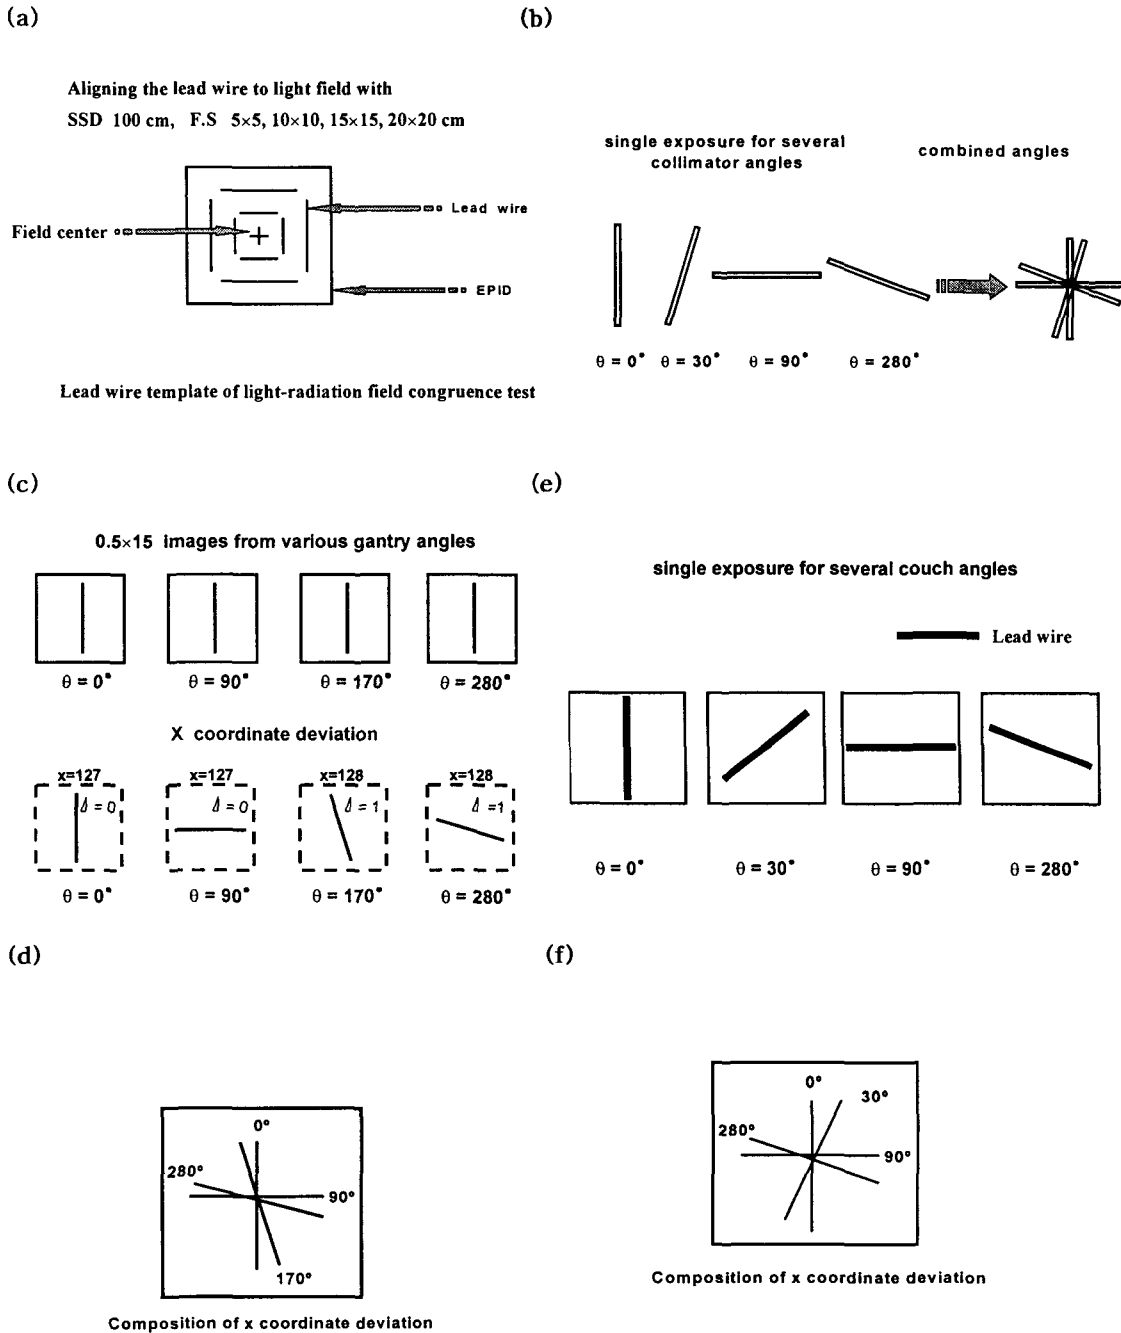 (a)
Aligning the lead wire to light field with
SSD 100 cm, F.S 5×5, 10×10, 15×15, 20×20 cm
Lead wire
Field center
EPID
Lead wire template of light-radiation field congruence test
(b)
single exposure for several
collimator angles
combined angles
θ = 0° θ = 30° θ = 90° θ = 280°
(c)
0.5×15 images from various gantry angles
θ = 0° θ = 90° θ = 170° θ = 280°
X coordinate deviation
x=127 x=127 x=128 x=128
Δ = 0 Δ = 0 Δ = 1 Δ =1
θ = 0° θ = 90° θ = 170° θ = 280°
(e)
single exposure for several couch angles
Lead wire
θ = 0° θ = 30° θ = 90° θ = 280°
(d)
0°
280°
90°
170°
Composition of x coordinate deviation
(f)
0°
30°
280°
90°
Composition of x coordinate deviation